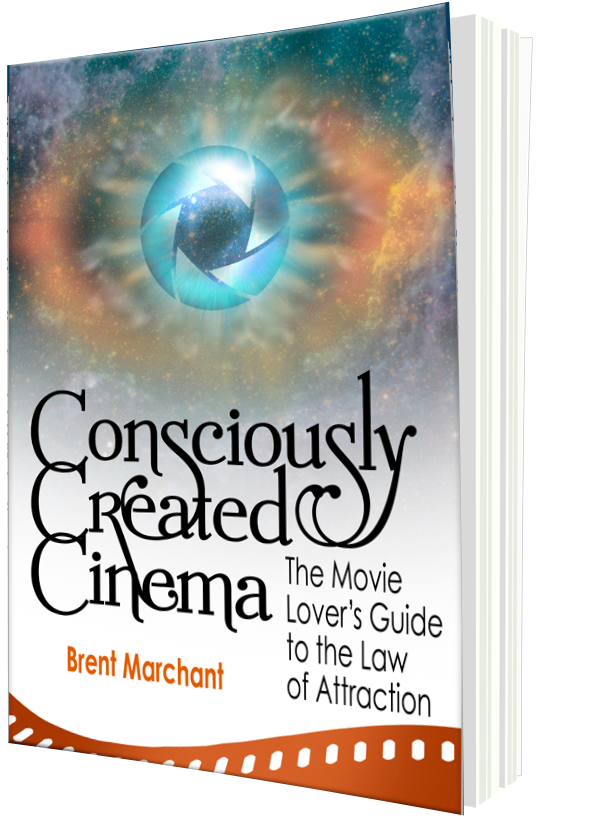 Consciously
Created
Cinema
The Movie
Lover's Guide
to the Law
of Attraction
Brent Marchant